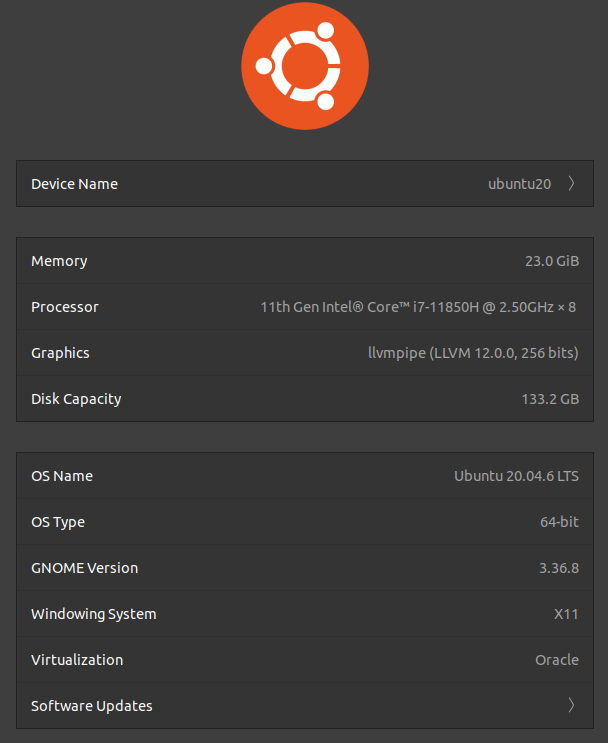 Device Name ubuntu20
Memory 23.0 GiB
Processor 11th Gen Intel® Core™ i7-11850H @ 2.50GHz × 8
Graphics llvmpipe (LLVM 12.0.0, 256 bits)
Disk Capacity 133.2 GB
OS Name Ubuntu 20.04.6 LTS
OS Type 64-bit
GNOME Version 3.36.8
Windowing System X11
Virtualization Oracle
Software Updates